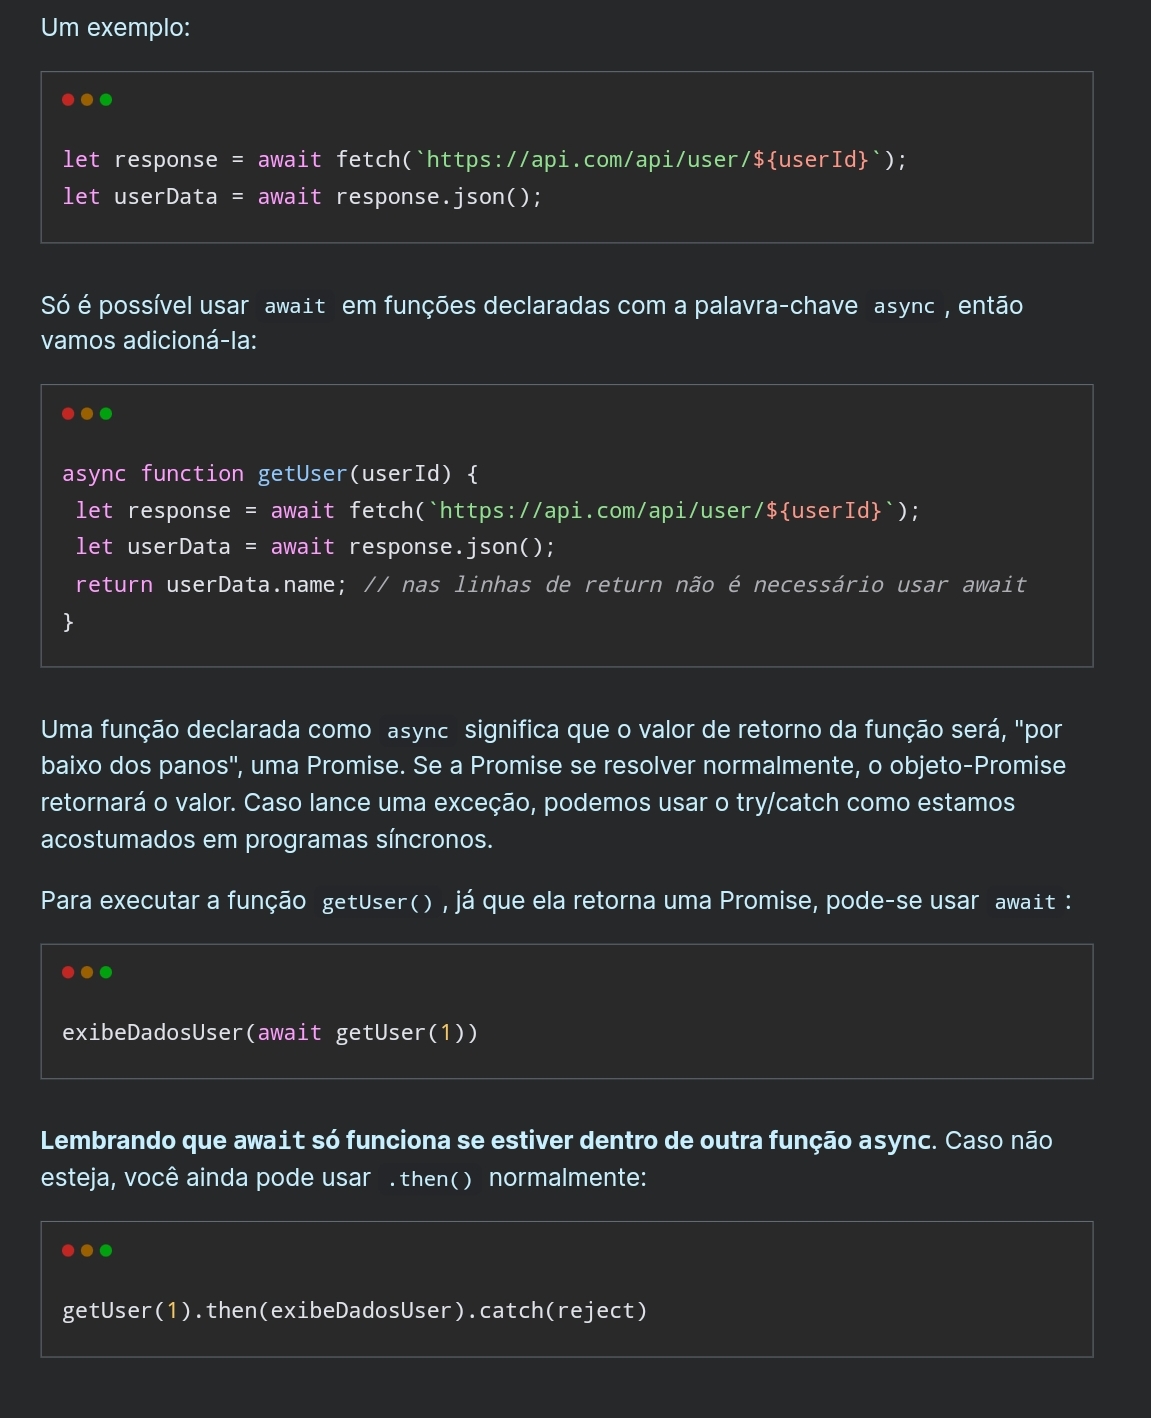 Um exemplo:
let response = await fetch(`https://api.com/api/user/${userId}`);
let userData = await response.json();
Só é possível usar await em funções declaradas com a palavra-chave async, então
vamos adicioná-la:
async function getUser(userId) {
 let response = await fetch(`https://api.com/api/user/${userId}`);
 let userData = await response.json();
 return userData.name; // nas linhas de return não é necessário usar await
}
Uma função declarada como async significa que o valor de retorno da função será, "por
baixo dos panos", uma Promise. Se a Promise se resolver normalmente, o objeto-Promise
retornará o valor. Caso lance uma exceção, podemos usar o try/catch como estamos
acostumados em programas síncronos.
Para executar a função getUser(), já que ela retorna uma Promise, pode-se usar await:
exibeDadosUser(await getUser(1))
Lembrando que await só funciona se estiver dentro de outra função async. Caso não
esteja, você ainda pode usar .then() normalmente:
getUser(1).then(exibeDadosUser).catch(reject)